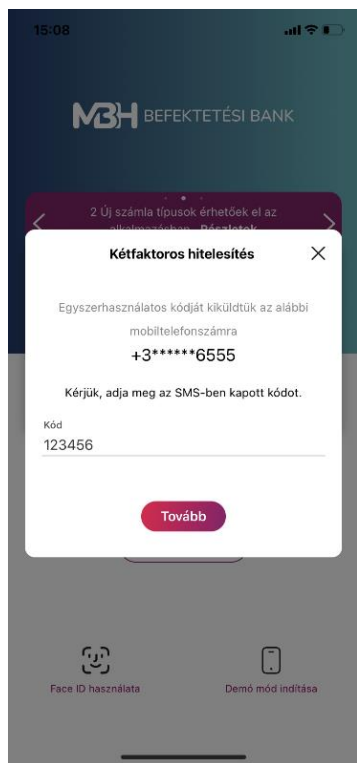 15:08
MBH BEFEKTETÉSI BANK
2 Új számla típusok érhetőek el az
alkalmazásban Részletek
Kétfaktoros hitelesítés
Egyszerhasználatos kódját kiküldtük az alábbi
mobiltelefonszámra
+3******6555
Kérjük, adja meg az SMS-ben kapott kódot.
Kód
123456
Tovább
Face ID használata
Demó mód indítása